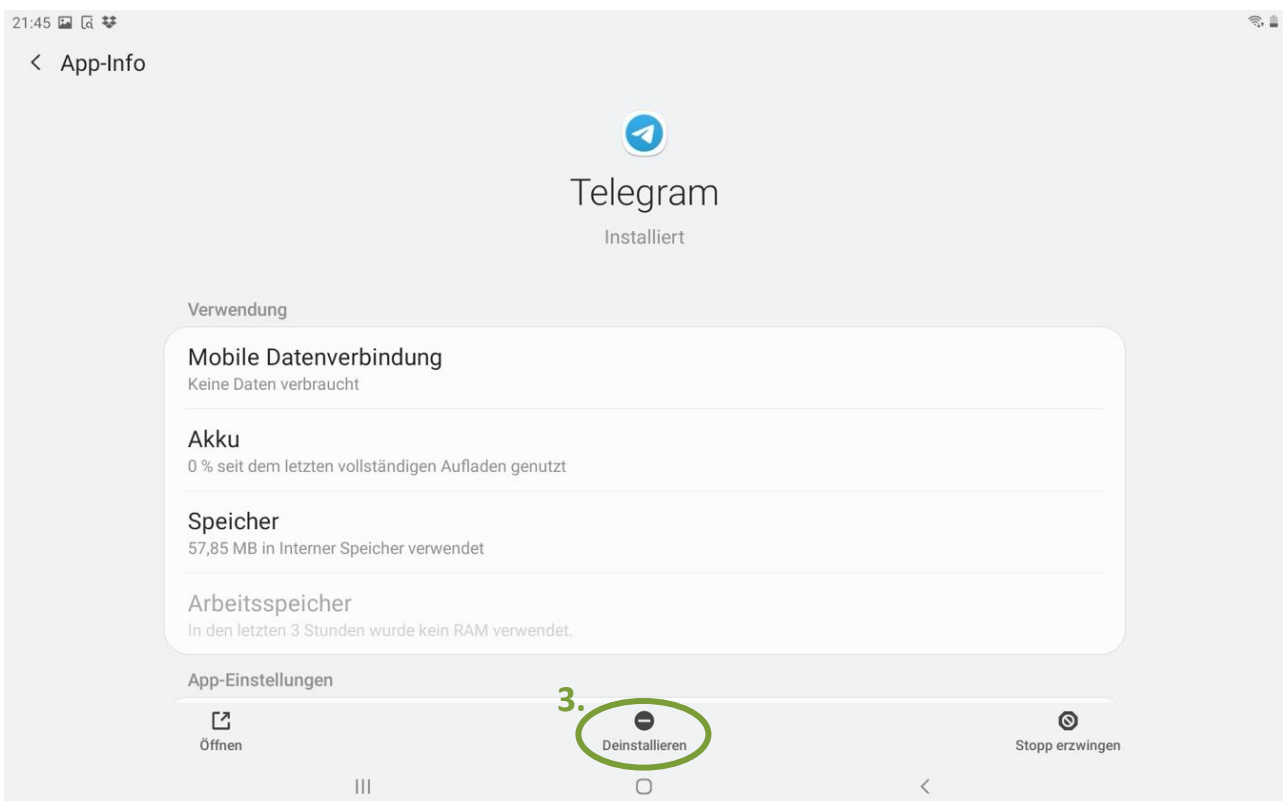 21:45
App-Info
Telegram
Installiert
Verwendung
Mobile Datenverbindung
Keine Daten verbraucht
Akku
0 % seit dem letzten vollständigen Aufladen genutzt
Speicher
57,85 MB in Interner Speicher verwendet
Arbeitsspeicher
In den letzten 3 Stunden wurde kein RAM verwendet.
App-Einstellungen
3.
Öffnen
Deinstallieren
Stopp erzwingen